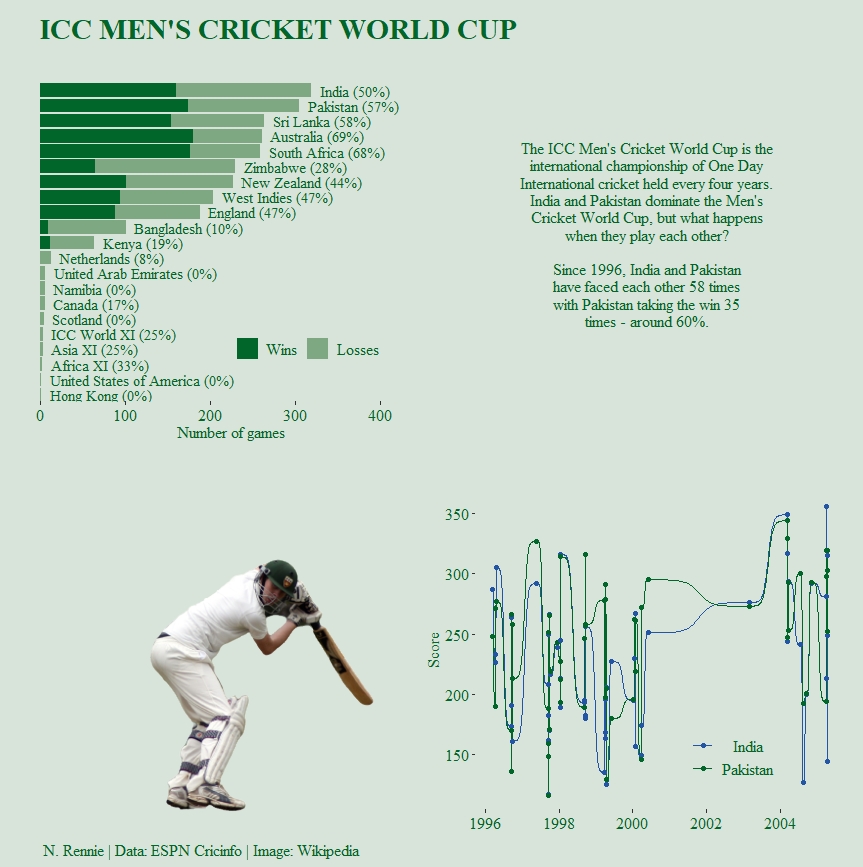 ICC MEN'S CRICKET WORLD CUP
India (50%)
Pakistan (57%)
Sri Lanka (58%)
Australia (69%)
South Africa (68%)
Zimbabwe (28%)
New Zealand (44%)
West Indies (47%)
England (47%)
Bangladesh (10%)
Kenya (19%)
Netherlands (8%)
United Arab Emirates (0%)
Namibia (0%)
Canada (17%)
Scotland (0%)
ICC World XI (25%)
Asia XI (25%)
Africa XI (33%)
United States of America (0%)
Hong Kong (0%)
Wins Losses
0 100 200 300 400
Number of games
The ICC Men's Cricket World Cup is the
international championship of One Day
International cricket held every four years.
India and Pakistan dominate the Men's
Cricket World Cup, but what happens
when they play each other?
Since 1996, India and Pakistan
have faced each other 58 times
with Pakistan taking the win 35
times - around 60%.
350
300
250
200
150
Score
India
Pakistan
1996 1998 2000 2002 2004
N. Rennie | Data: ESPN Cricinfo | Image: Wikipedia